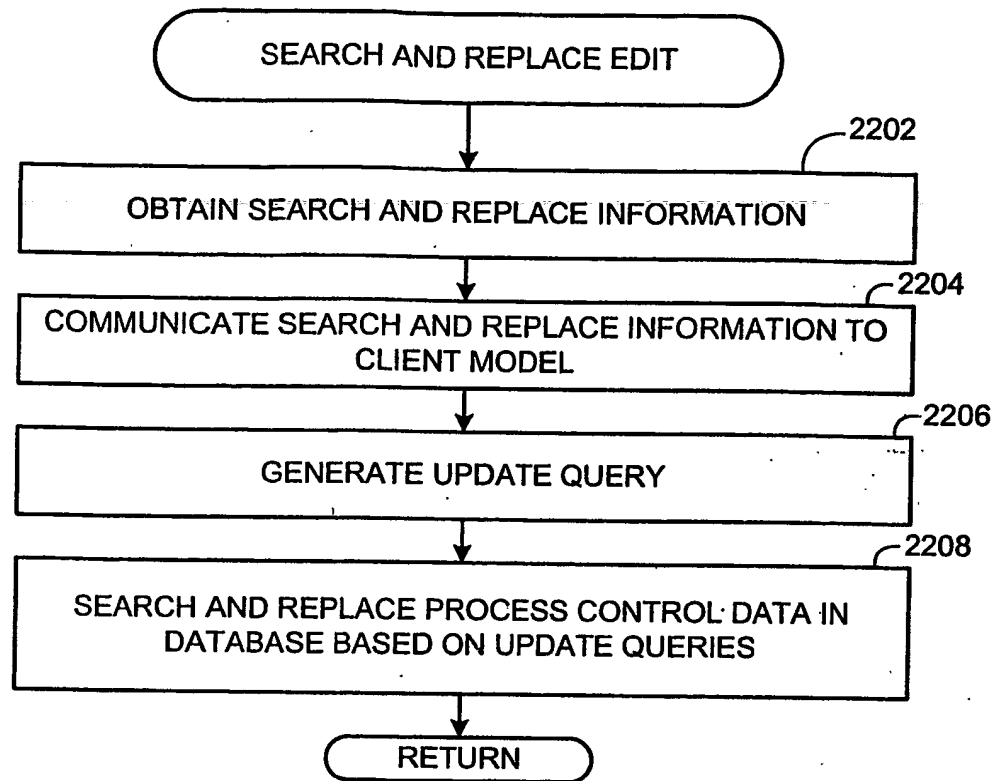 SEARCH AND REPLACE EDIT
2202
OBTAIN SEARCH AND REPLACE INFORMATION
2204
COMMUNICATE SEARCH AND REPLACE INFORMATION TO
CLIENT MODEL
2206
GENERATE UPDATE QUERY
2208
SEARCH AND REPLACE PROCESS CONTROL DATA IN
DATABASE BASED ON UPDATE QUERIES
RETURN